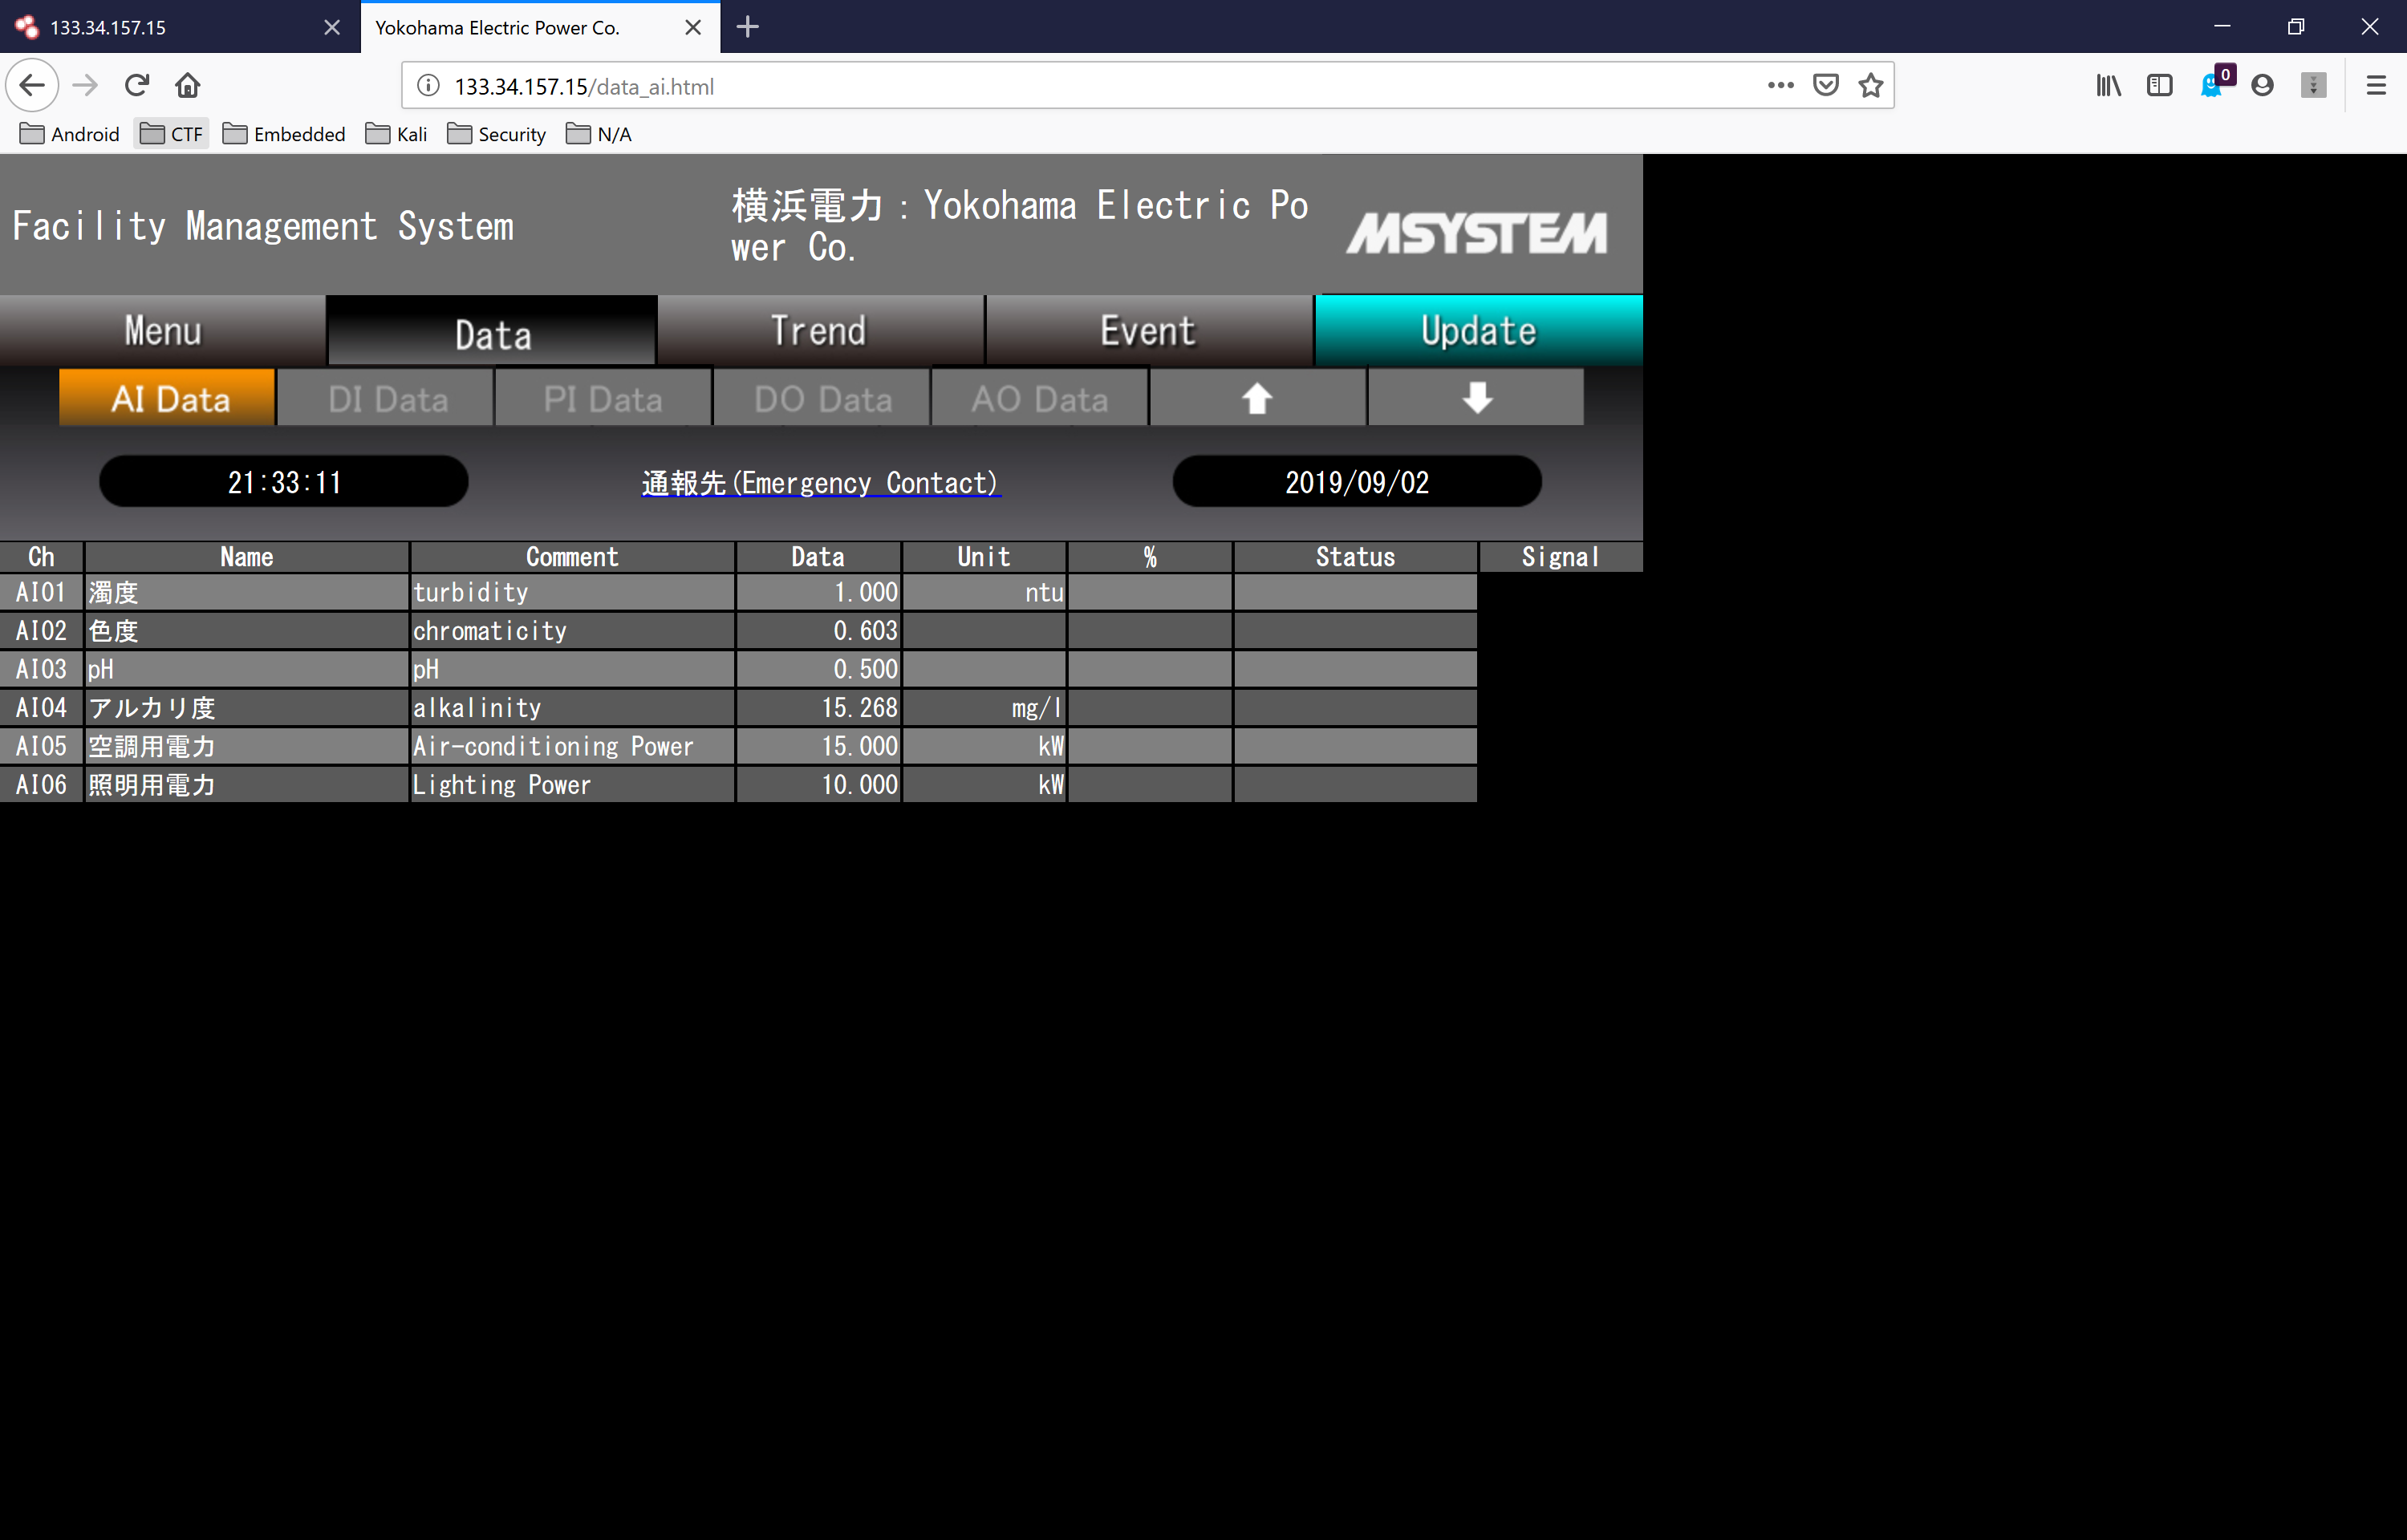 133.34.157.15
Yokohama Electric Power Co.
133.34.157.15/data_ai.html
0
Android CTF Embedded Kali Security N/A
Facility Management System
横浜電力：Yokohama Electric Po
wer Co.
MSYSTEM
Menu Data Trend Event Update
AI Data DI Data PI Data DO Data AO Data
21:33:11 通報先(Emergency Contact) 2019/09/02
Ch Name Comment Data Unit % Status Signal
AI01 濁度 turbidity 1.000 ntu
AI02 色度 chromaticity 0.603
AI03 pH pH 0.500
AI04 アルカリ度 alkalinity 15.268 mg/l
AI05 空調用電力 Air-conditioning Power 15.000 kW
AI06 照明用電力 Lighting Power 10.000 kW